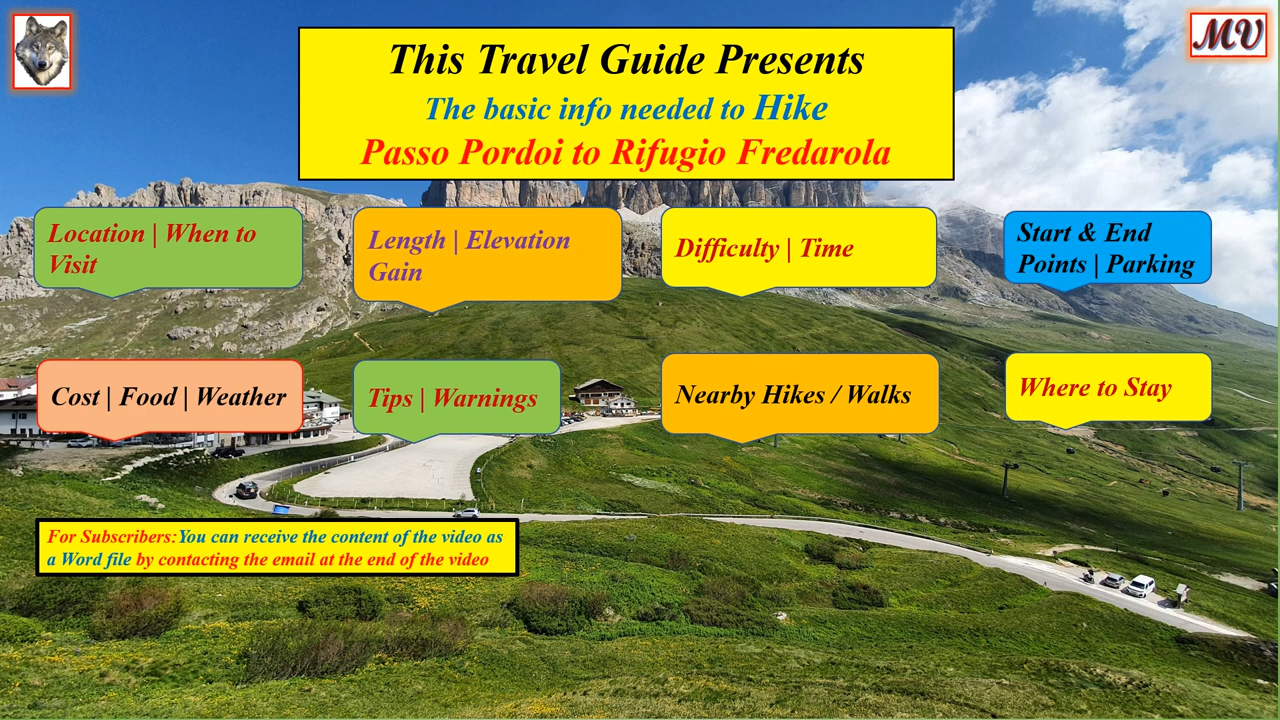 MV
This Travel Guide Presents
The basic info needed to Hike
Passo Pordoi to Rifugio Fredarola
Location | When to
Visit
Length | Elevation
Gain
Difficulty | Time
Start & End
Points | Parking
Cost | Food | Weather
Tips | Warnings
Nearby Hikes / Walks
Where to Stay
For Subscribers:You can receive the content of the video as
a Word file by contacting the email at the end of the video